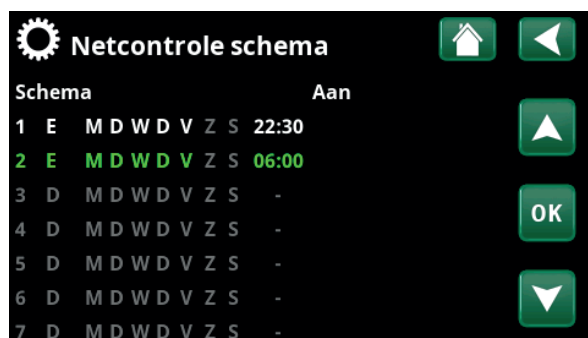 Netcontrole schema
Schema Aan
1 E M D W D V Z S 22:30
2 E M D W D V Z S 06:00
3 D M D W D V Z S -
4 D M D W D V Z S -
OK
5 D M D W D V Z S -
6 D M D W D V Z S -
7 D M D W D V Z S -